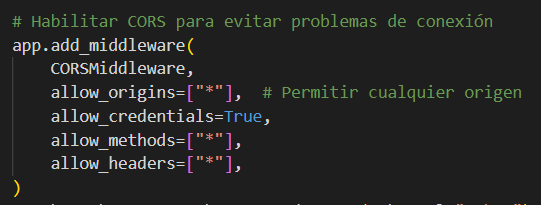 # Habilitar CORS para evitar problemas de conexión
app.add_middleware(
    CORSMiddleware,
    allow_origins=["*"],  # Permitir cualquier origen
    allow_credentials=True,
    allow_methods=["*"],
    allow_headers=["*"],
)